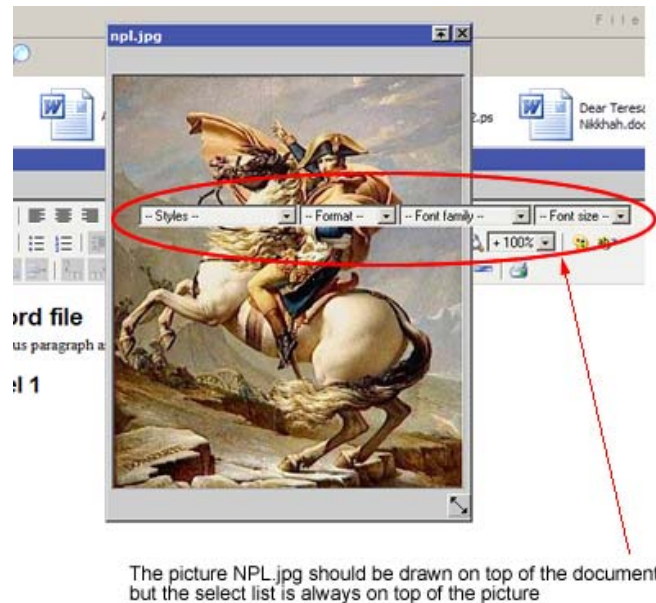 File
npl.jpg
2.ps
Dear Teresa
Nikkhah.doc
-- Styles --
-- Format --
-- Font family --
-- Font size --
+ 100%
ord file
us paragraph a
el 1
The picture NPL.jpg should be drawn on top of the document
but the select list is always on top of the picture